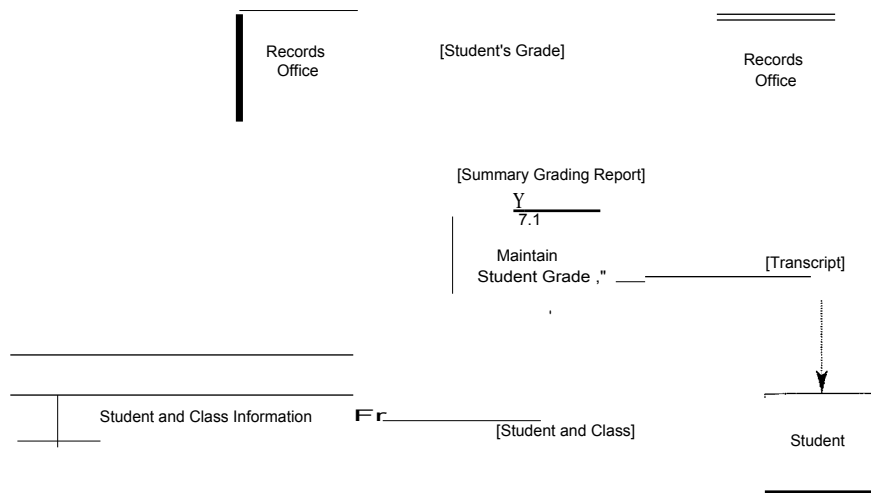 Records
Office
[Student's Grade]
Records
Office
[Summary Grading Report]
Y
7.1
Maintain
Student Grade ,"
'
[Transcript]
Student and Class Information
Fr
[Student and Class]
Student